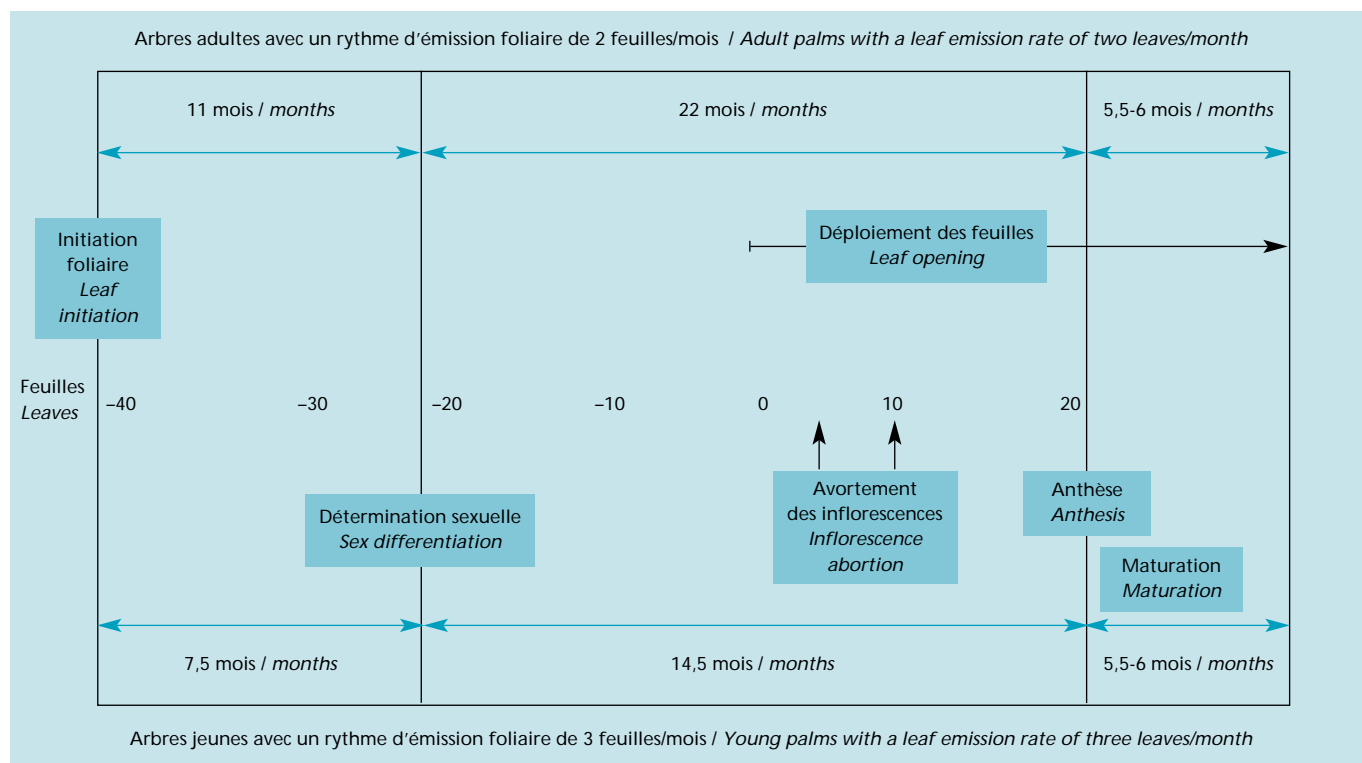 Arbres adultes avec un rythme d'émission foliaire de 2 feuilles/mois / Adult palms with a leaf emission rate of two leaves/month
11 mois / months
22 mois / months
5,5-6 mois / months
Initiation
foliaire
Leaf
initiation
Déploiement des feuilles
Leaf opening
Feuilles
Leaves
–40
–30
–20
–10
0
10
20
Détermination sexuelle
Sex differentiation
Avortement
des inflorescences
Inflorescence
abortion
Anthèse
Anthesis
Maturation
Maturation
7,5 mois / months
14,5 mois / months
5,5-6 mois / months
Arbres jeunes avec un rythme d'émission foliaire de 3 feuilles/mois / Young palms with a leaf emission rate of three leaves/month